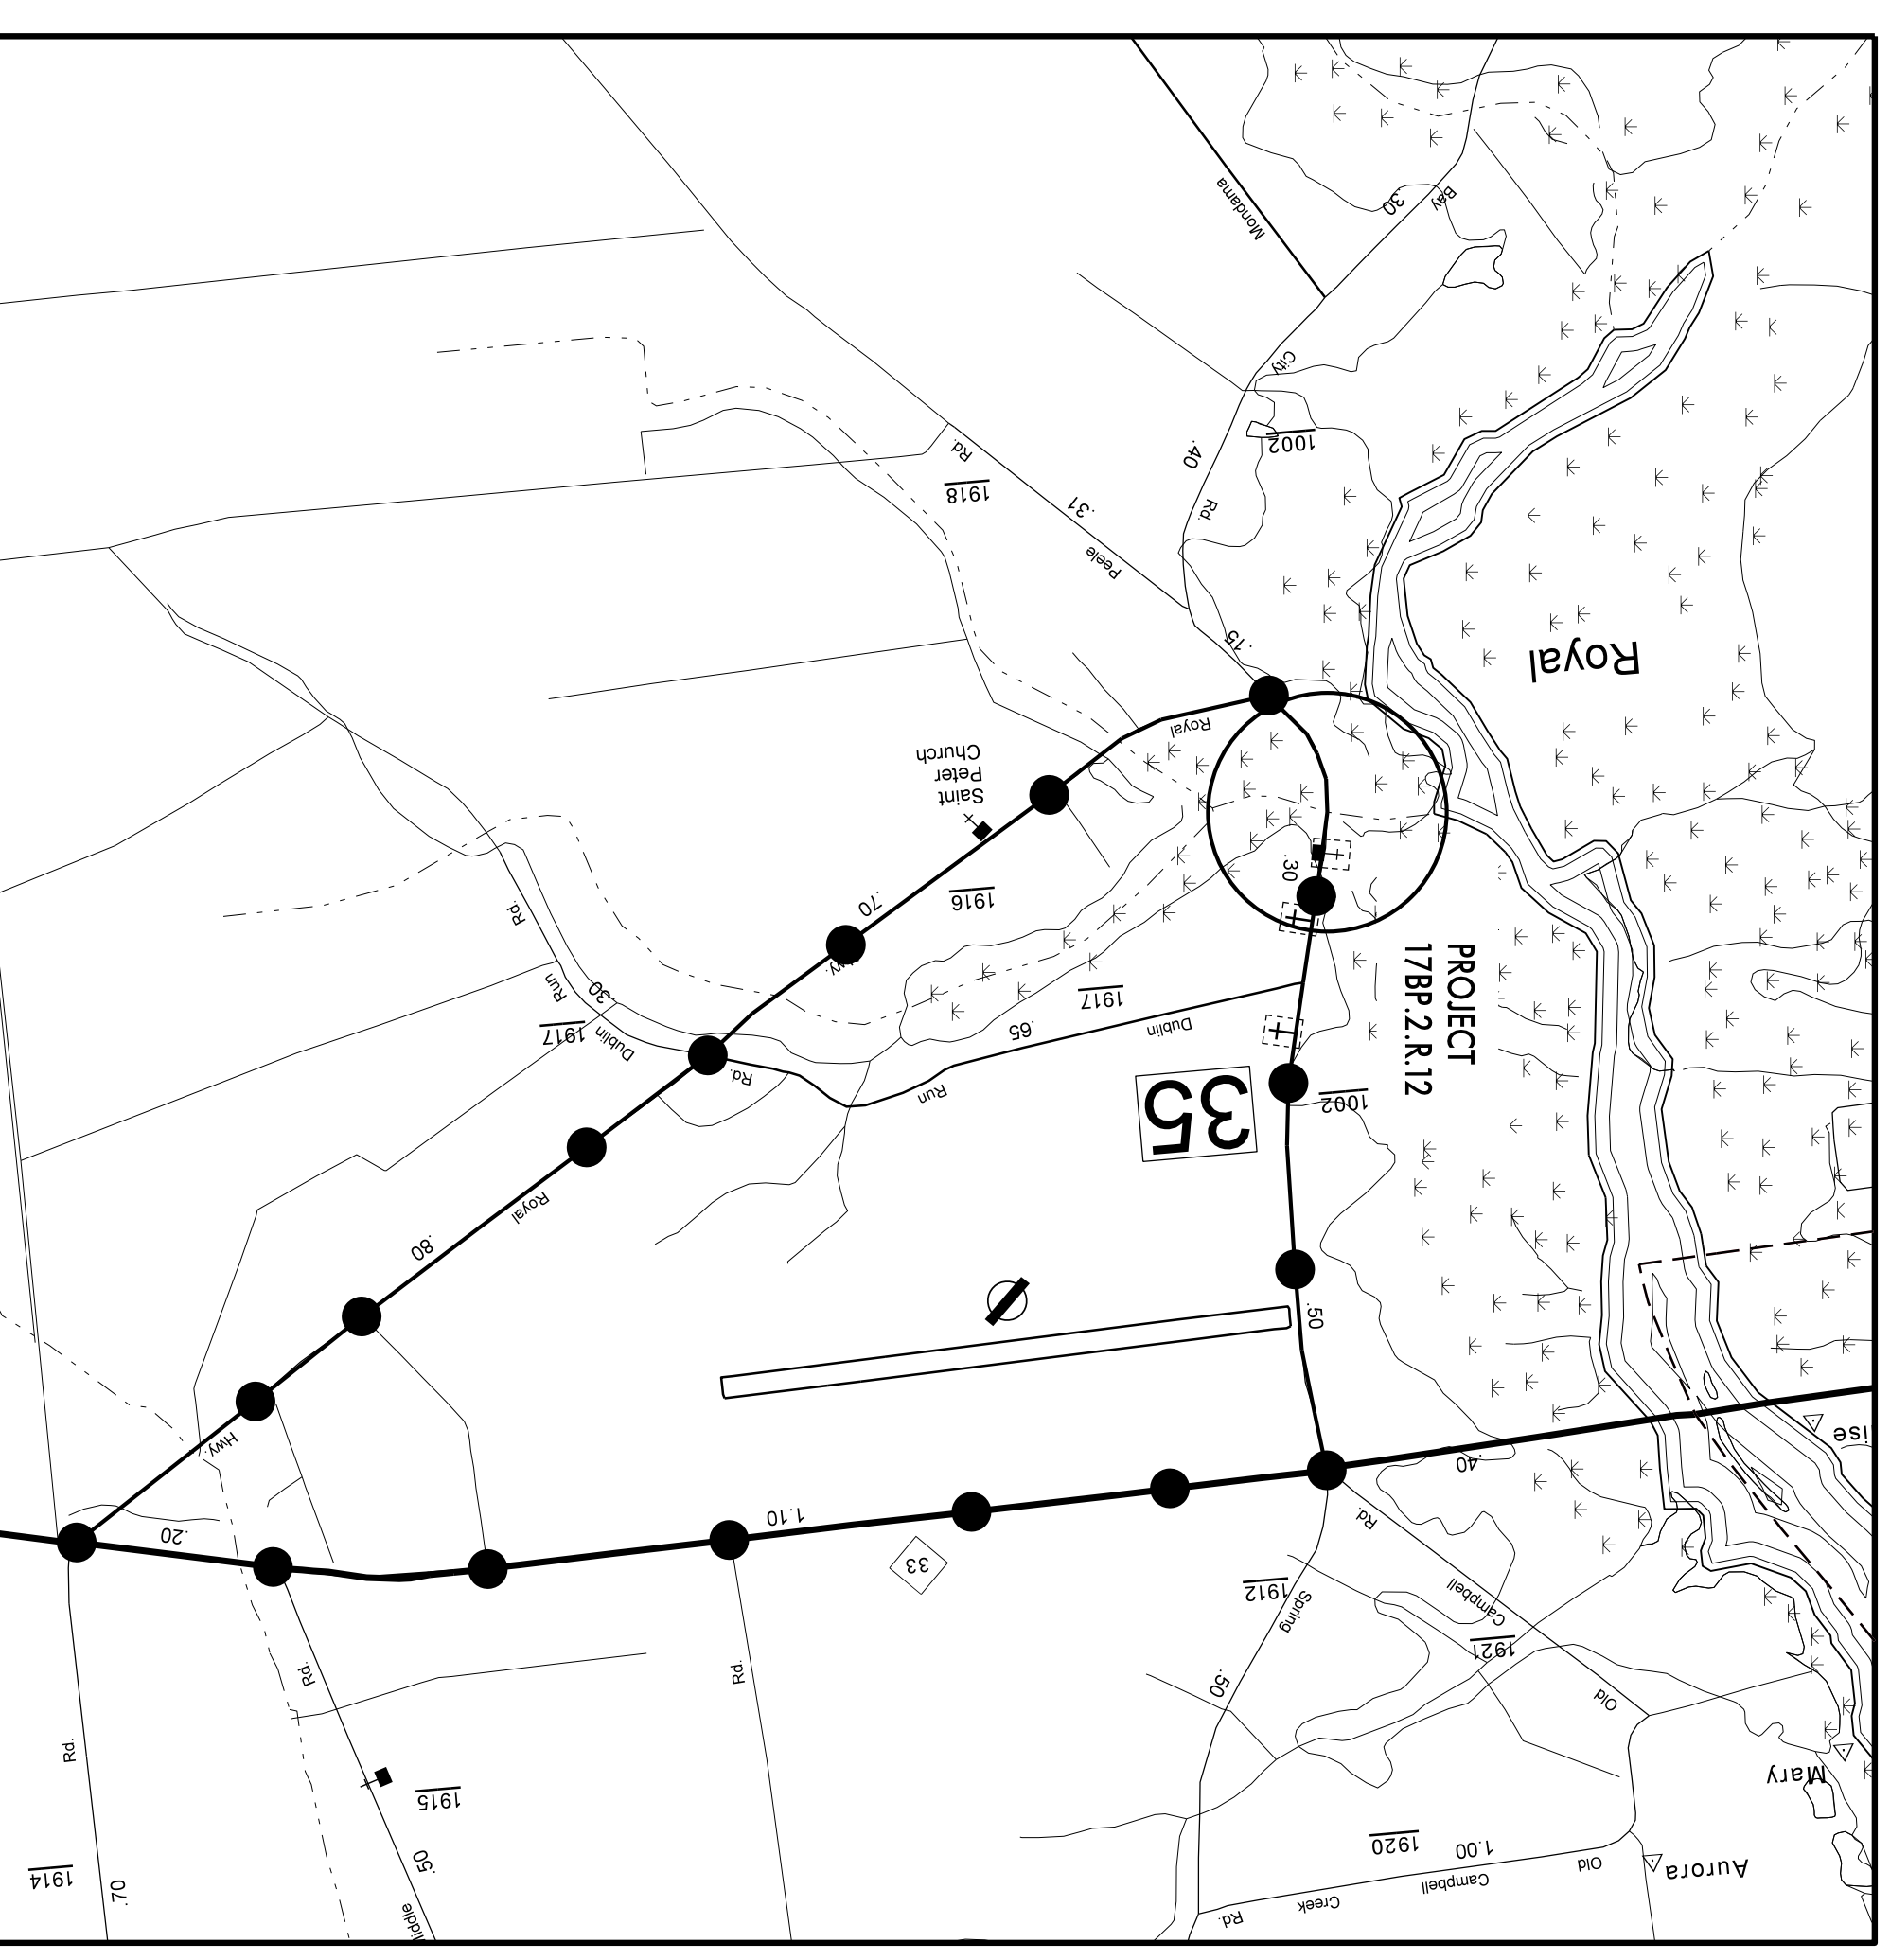 Mondama
Bay
.30
City
.40
1002
Rd.
Rd.
1918
.31
Peele
.15
Royal
Royal
Saint
Peter
Church
.70
1916
Hwy.
.30
PROJECT
17BP.2.R.12
Rd.
Run
.30
1917
Dublin
Rd.
1917
.65
Dublin
Run
35
1002
Royal
.80
.50
Hwy.
.20
1.10
33
.40
Rd.
1912
Spring
Campbell
1921
Old
.50
Rd.
Rd.
Rd.
1915
.50
1914
.70
Mary
1920
1.00
Old
Campbell
Creek
Rd.
Aurora